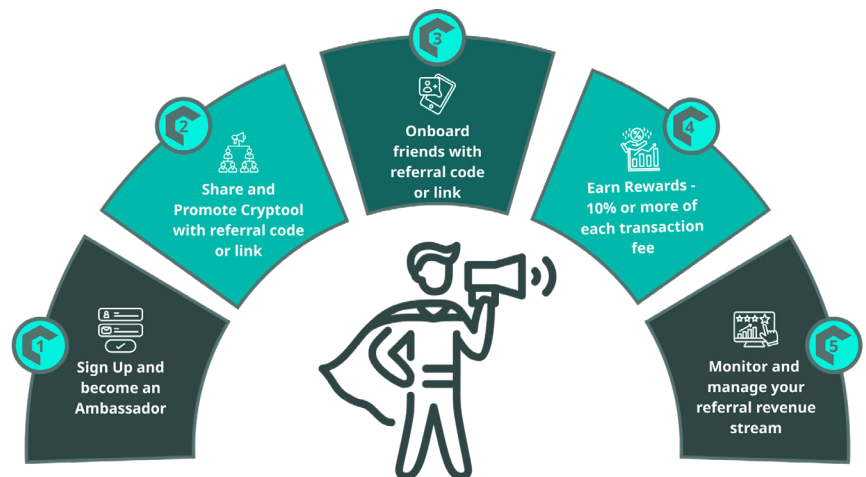 1
Sign Up and
become an
Ambassador
2
Share and
Promote Cryptool
with referral code
or link
3
Onboard
friends with
referral code
or link
4
Earn Rewards -
10% or more of
each transaction
fee
5
Monitor and
manage your
referral revenue
stream